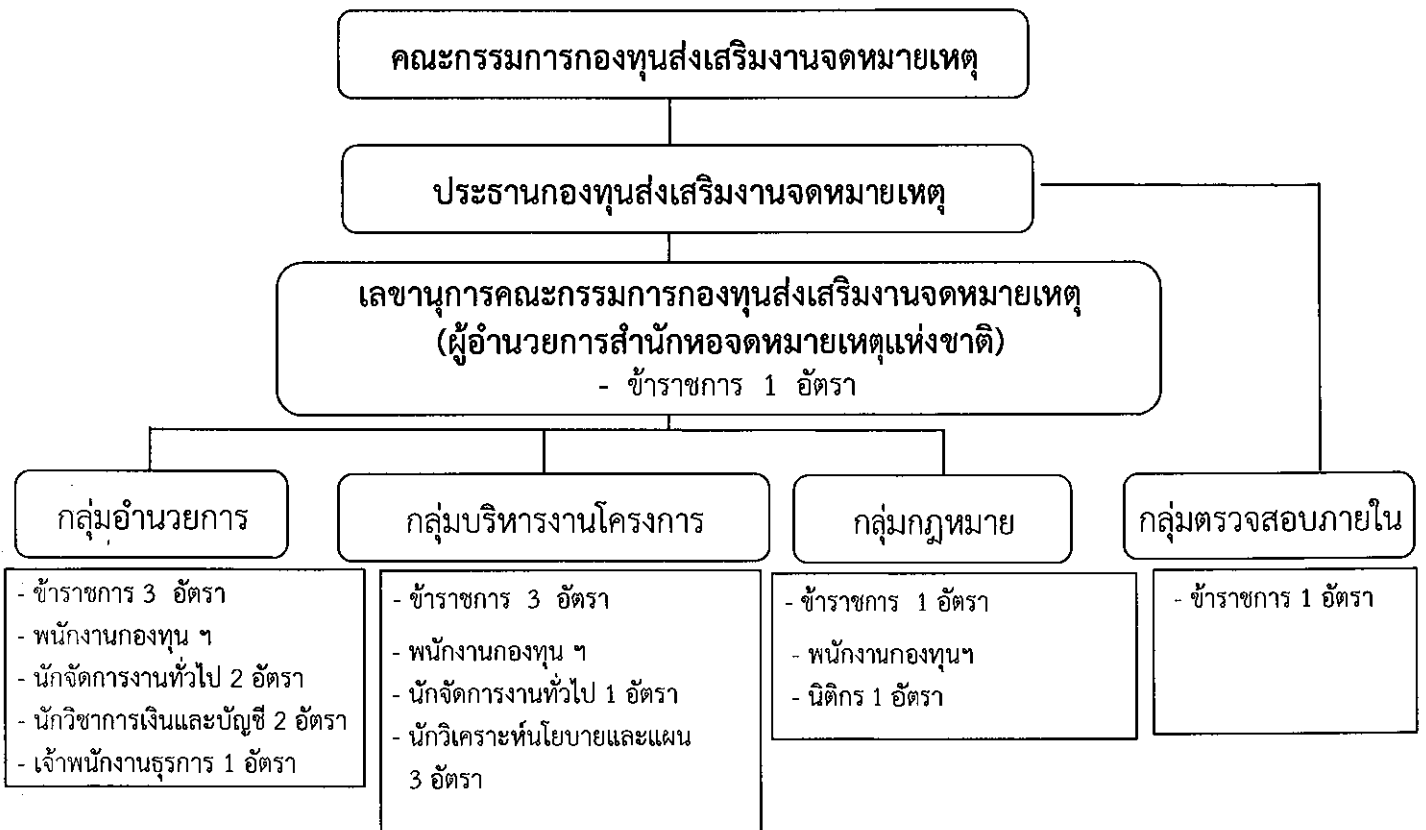 คณะกรรมการกองทุนส่งเสริมงานจดหมายเหตุ
ประธานกองทุนส่งเสริมงานจดหมายเหตุ
เลขานุการคณะกรรมการกองทุนส่งเสริมงานจดหมายเหตุ
(ผู้อำนวยการสำนักหอจดหมายเหตุแห่งชาติ)
- ข้าราชการ 1 อัตรา
กลุ่มอำนวยการ
- ข้าราชการ 3 อัตรา
- พนักงานกองทุน ฯ
- นักจัดการงานทั่วไป 2 อัตรา
- นักวิชาการเงินและบัญชี 2 อัตรา
- เจ้าพนักงานธุรการ 1 อัตรา
กลุ่มบริหารงานโครงการ
- ข้าราชการ 3 อัตรา
- พนักงานกองทุน ฯ
- นักจัดการงานทั่วไป 1 อัตรา
- นักวิเคราะห์นโยบายและแผน
3 อัตรา
กลุ่มกฎหมาย
- ข้าราชการ 1 อัตรา
- พนักงานกองทุนฯ
- นิติกร 1 อัตรา
กลุ่มตรวจสอบภายใน
- ข้าราชการ 1 อัตรา